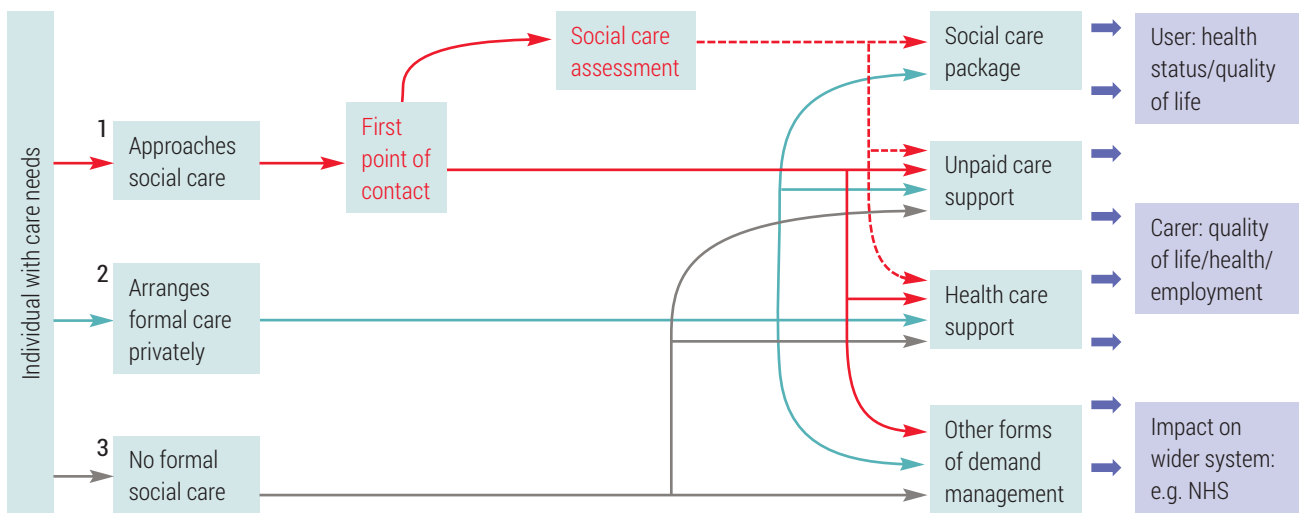 Individual with care needs
1
Approaches
social care
2
Arranges
formal care
privately
3
No formal
social care
First
point of
contact
Social care
assessment
Social care
package
Unpaid care
support
Health care
support
Other forms
of demand
management
User: health
status/quality
of life
Carer: quality
of life/health/
employment
Impact on
wider system:
e.g. NHS